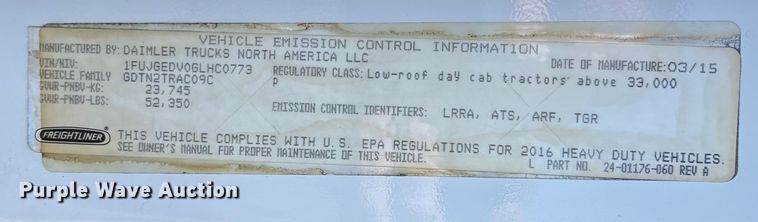 VEHICLE EMISSION CONTROL INFORMATION
MANUFACTURED BY: DAIMLER TRUCKS NORTH AMERICA LLC DATE OF MANUFACTURE: 03/15
VIN/NIV: 1FUJGEDV0GLHC0773 REGULATORY CLASS: Low-roof day cab tractors above 33,000
VEHICLE FAMILY GDTN2TRAC09C p
GVWR-PNBV-KG: 23,745
GVWR-PNBV-LBS: 52,350 EMISSION CONTROL IDENTIFIERS: LRRA, ATS, ARF, TGR
FREIGHTLINER
THIS VEHICLE COMPLIES WITH U.S. EPA REGULATIONS FOR 2016 HEAVY DUTY VEHICLES.
SEE OWNER'S MANUAL FOR PROPER MAINTENANCE OF THIS VEHICLE. L PART NO. 24-01176-060 REV A
Purple Wave Auction